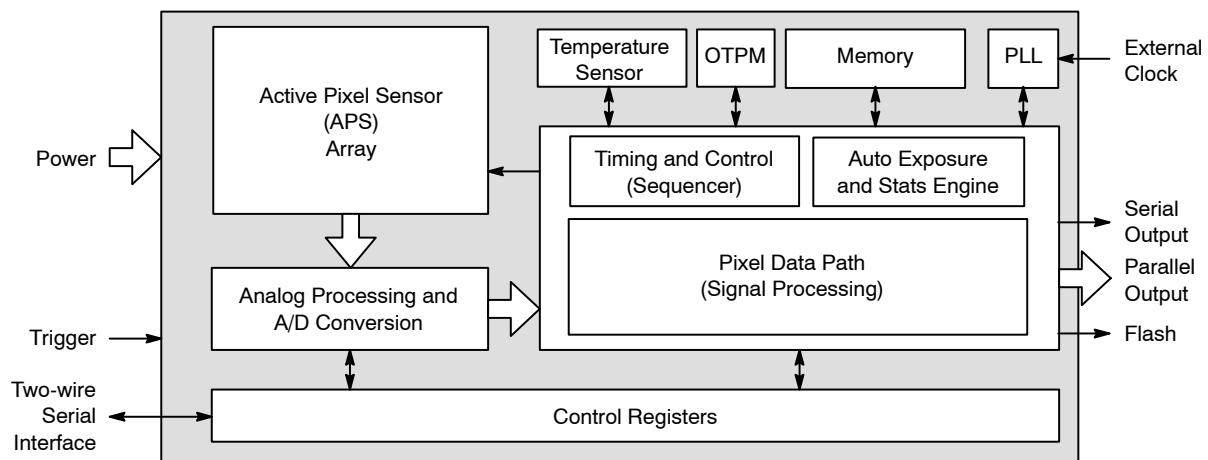 Active Pixel Sensor
(APS)
Array
Temperature
Sensor
OTPM
Memory
PLL
External
Clock
Power
Timing and Control
(Sequencer)
Auto Exposure
and Stats Engine
Serial
Output
Pixel Data Path
(Signal Processing)
Parallel
Output
Analog Processing and
A/D Conversion
Trigger
Flash
Two-wire
Serial
Interface
Control Registers